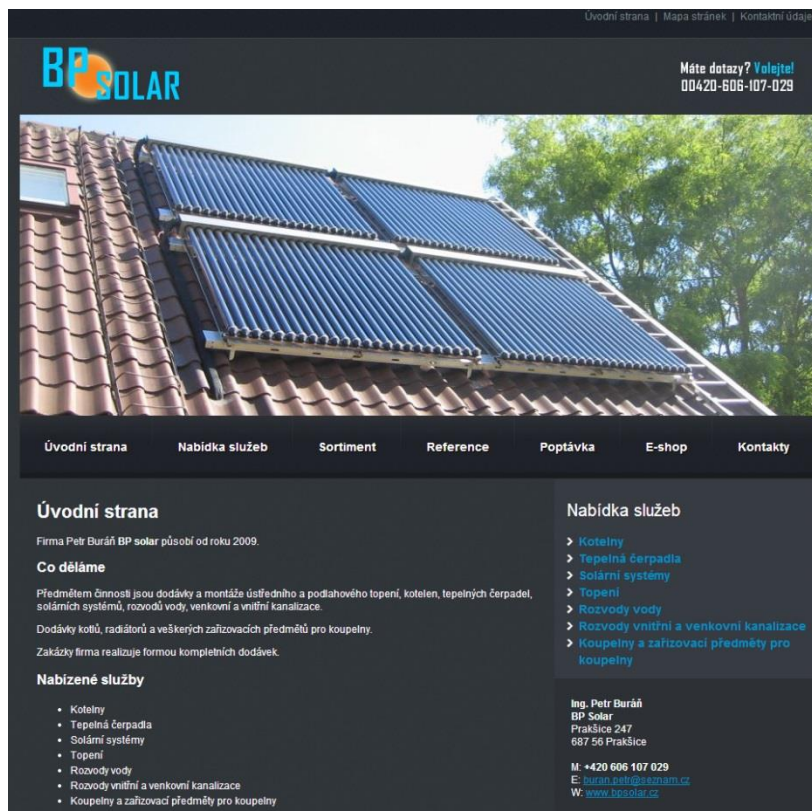 Úvodní strana | Mapa stránek | Kontaktní údaje
BP SOLAR
Máte dotazy? Volejte!
00420-606-107-029
Úvodní strana Nabídka služeb Sortiment Reference Poptávka E-shop Kontakty
Úvodní strana
Firma Petr Buráň BP solar působí od roku 2009.
Co děláme
Předmětem činnosti jsou dodávky a montáže ústředního a podlahového topení, kotelen, tepelných čerpadel,
solárních systémů, rozvodů vody, venkovní a vnitřní kanalizace.
Dodávky kotlů, radiátorů a veškerých zařizovacích předmětů pro koupelny.
Zakázky firma realizuje formou kompletních dodávek.
Nabízené služby
Kotelny
Tepelná čerpadla
Solární systémy
Topení
Rozvody vody
Rozvody vnitřní a venkovní kanalizace
Koupelny a zařizovací předměty pro koupelny
Nabídka služeb
Kotelny
Tepelná čerpadla
Solární systémy
Topení
Rozvody vody
Rozvody vnitřní a venkovní kanalizace
Koupelny a zařizovací předměty pro
koupelny
Ing. Petr Buráň
BP Solar
Prakšice 247
687 56 Prakšice
M: +420 606 107 029
E: buran.petr@seznam.cz
W: www.bpsolar.cz